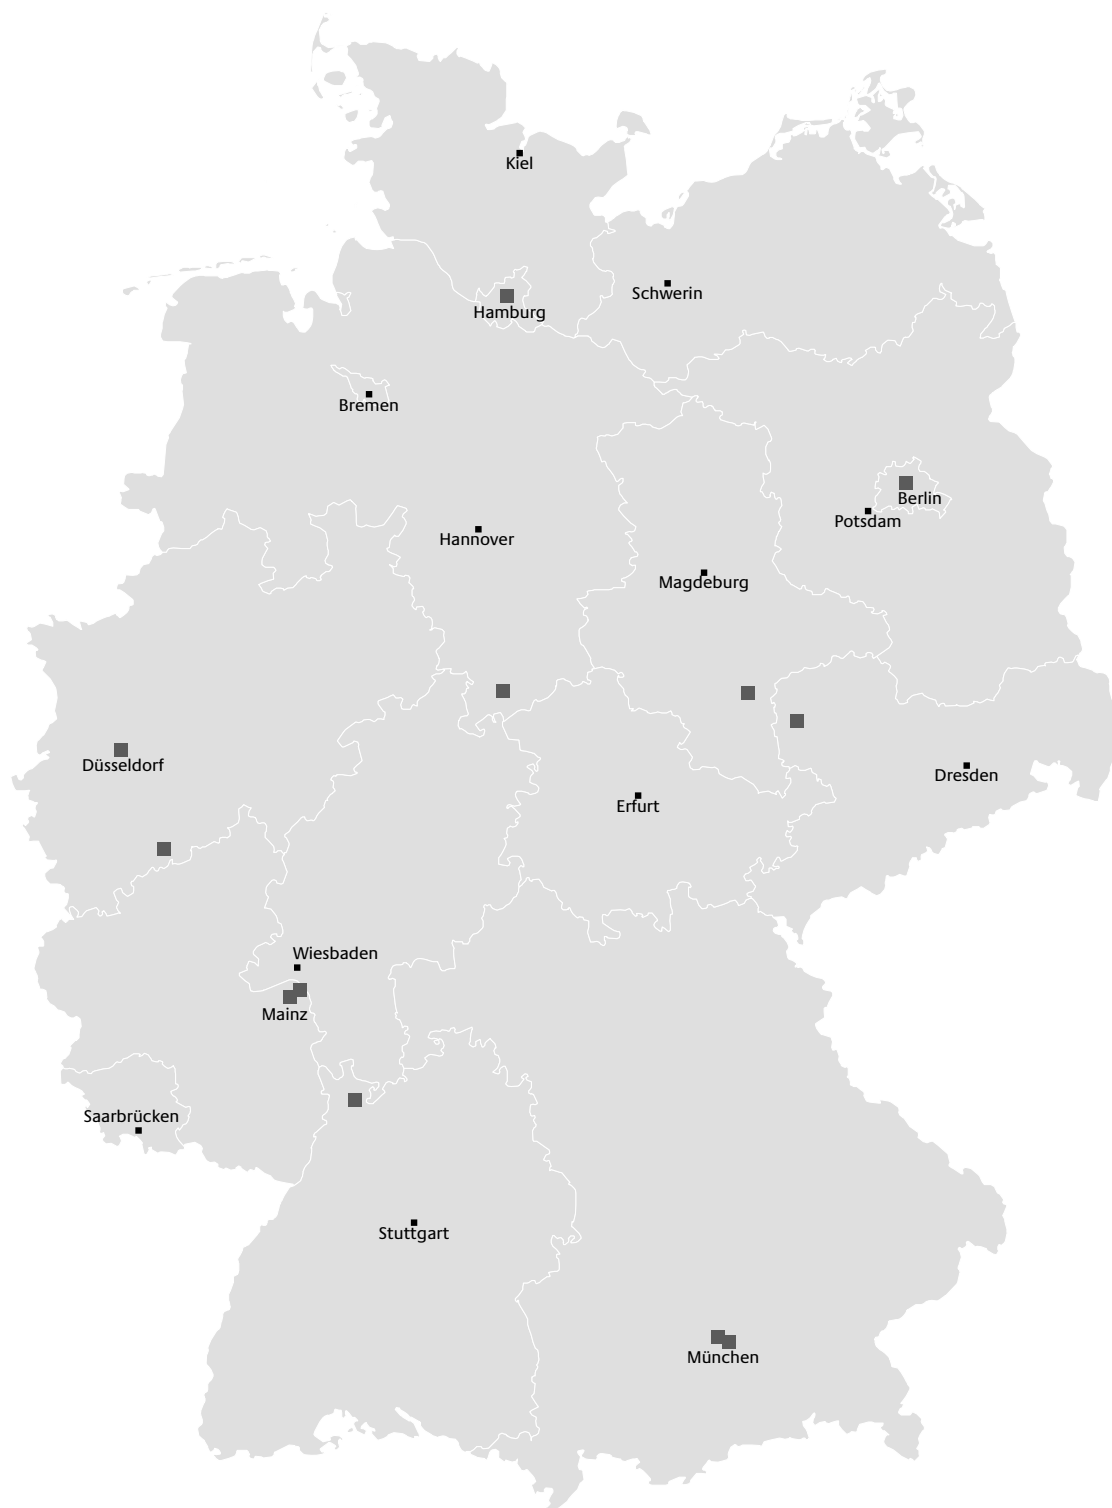 Kiel
Schwerin
Hamburg
Bremen
Berlin
Potsdam
Hannover
Magdeburg
Düsseldorf
Dresden
Erfurt
Wiesbaden
Mainz
Saarbrücken
Stuttgart
München